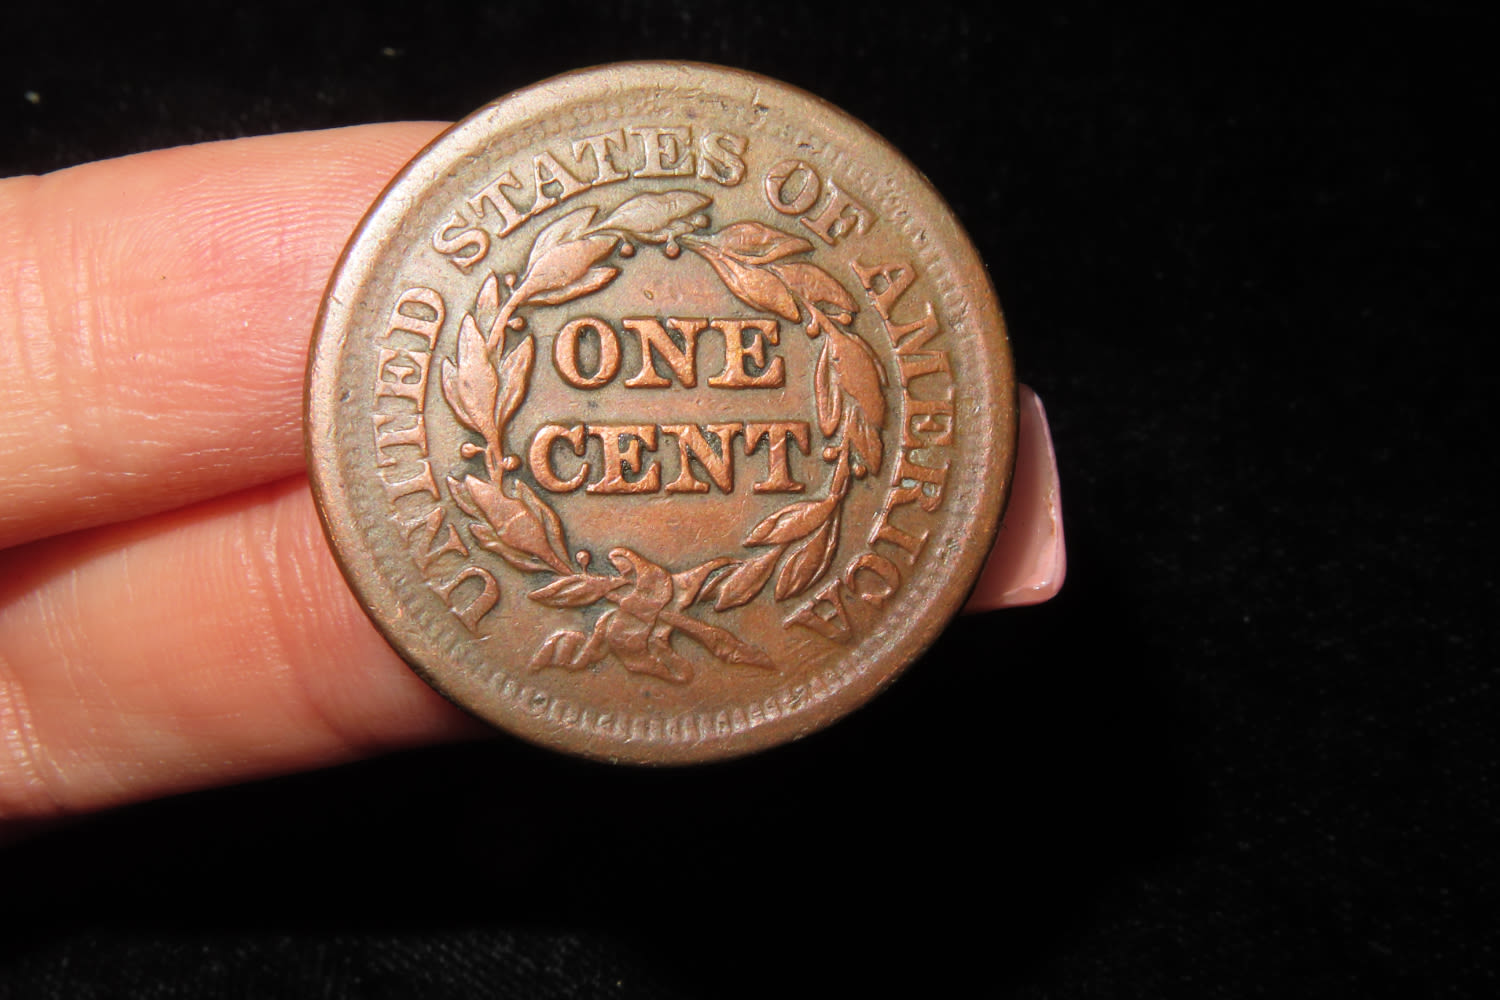 UNITED STATES OF AMERICA
ONE
CENT